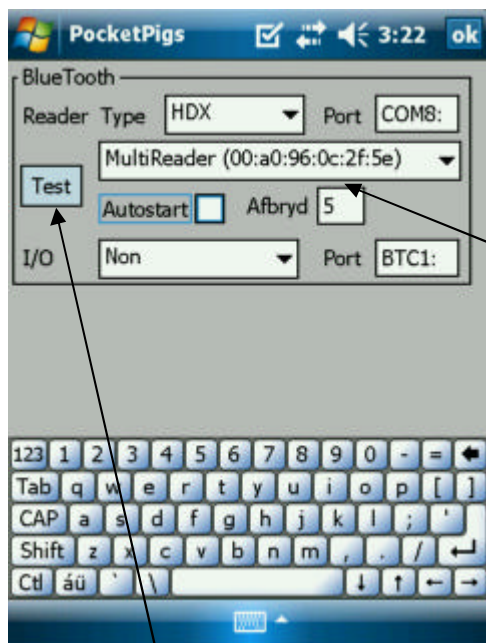 PocketPigs 3:22 ok
BlueTooth
Reader Type HDX Port COM8:
MultiReader (00:a0:96:0c:2f:5e)
Test
Autostart Afbryd 5
I/O Non Port BTC1:
123 1 2 3 4 5 6 7 8 9 0 - =
Tab q w e r t y u i o p [ ]
CAP a s d f g h j k l ; '
Shift z x c v b n m , . /
Ctl áü ` \